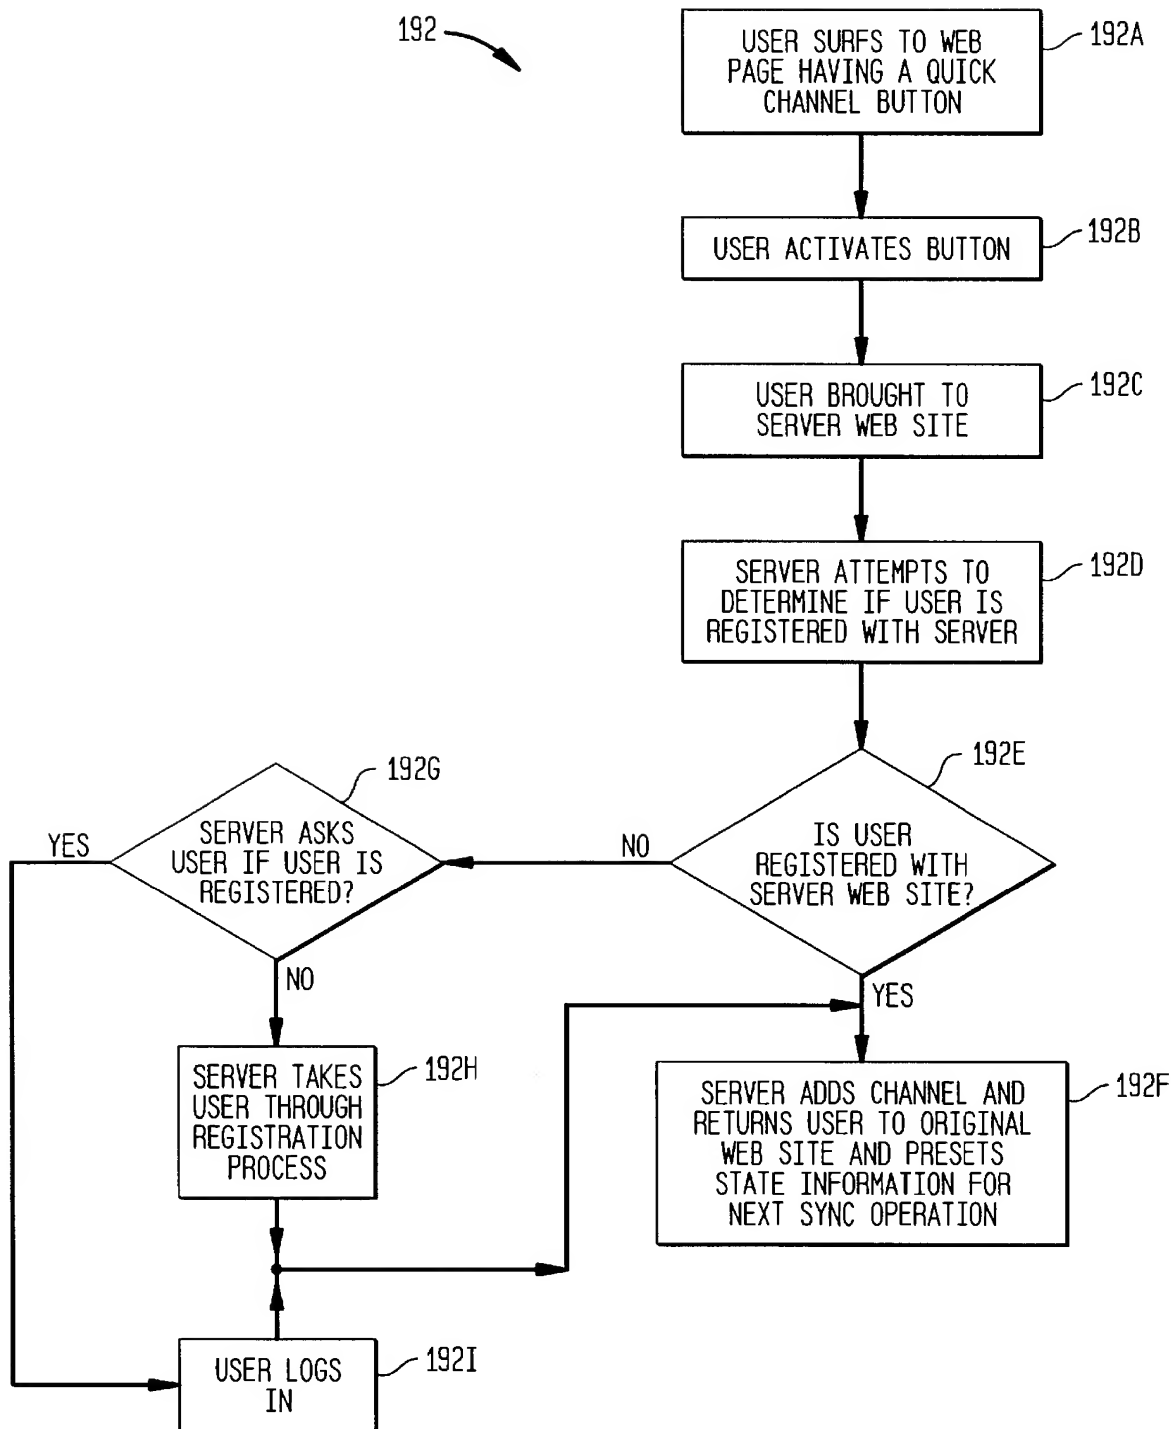 192
USER SURFS TO WEB
PAGE HAVING A QUICK
CHANNEL BUTTON
192A
USER ACTIVATES BUTTON
192B
USER BROUGHT TO
SERVER WEB SITE
192C
SERVER ATTEMPTS TO
DETERMINE IF USER IS
REGISTERED WITH SERVER
192D
IS USER
REGISTERED WITH
SERVER WEB SITE?
192E
NO
YES
SERVER ASKS
USER IF USER IS
REGISTERED?
192G
YES
NO
SERVER TAKES
USER THROUGH
REGISTRATION
PROCESS
192H
SERVER ADDS CHANNEL AND
RETURNS USER TO ORIGINAL
WEB SITE AND PRESETS
STATE INFORMATION FOR
NEXT SYNC OPERATION
192F
USER LOGS
IN
192I